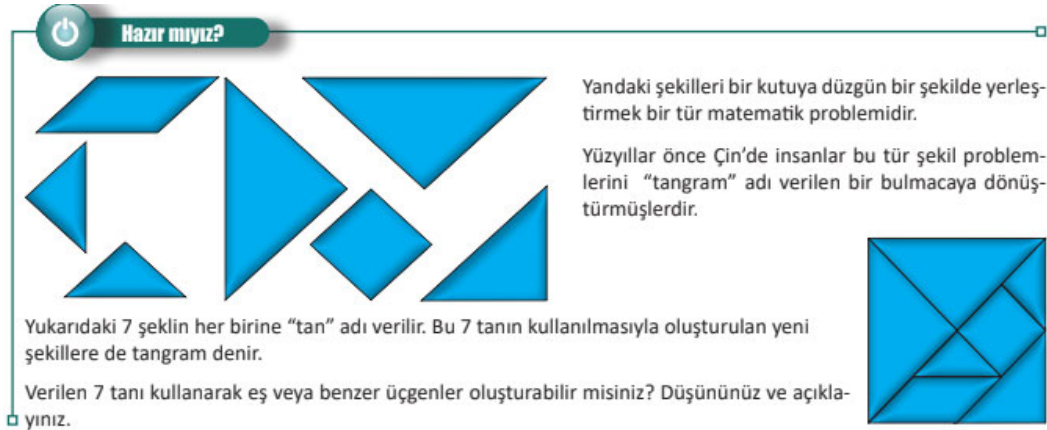 Hazır mıyız?
Yandaki şekilleri bir kutuya düzgün bir şekilde yerleş-
tirmek bir tür matematik problemidir.
Yüzyıllar önce Çin’de insanlar bu tür şekil problem-
lerini “tangram” adı verilen bir bulmacaya dönüş-
türmüşlerdir.
Yukarıdaki 7 şeklin her birine “tan” adı verilir. Bu 7 tanın kullanılmasıyla oluşturulan yeni
şekillere de tangram denir.
Verilen 7 tanı kullanarak eş veya benzer üçgenler oluşturabilir misiniz? Düşününüz ve açıkla-
yınız.